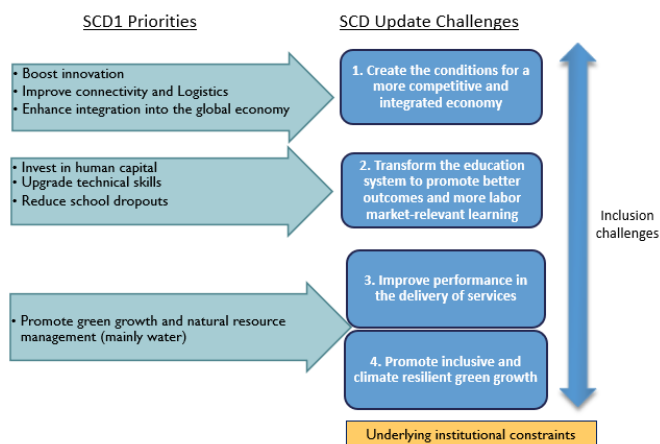 SCD1 Priorities
SCD Update Challenges
• Boost innovation
• Improve connectivity and Logistics
• Enhance integration into the global economy
1. Create the conditions for a
more competitive and
integrated economy
• Invest in human capital
• Upgrade technical skills
• Reduce school dropouts
2. Transform the education
system to promote better
outcomes and more labor
market-relevant learning
Inclusion
challenges
3. Improve performance in
the delivery of services
• Promote green growth and natural resource
management (mainly water)
4. Promote inclusive and
climate resilient green growth
Underlying institutional constraints